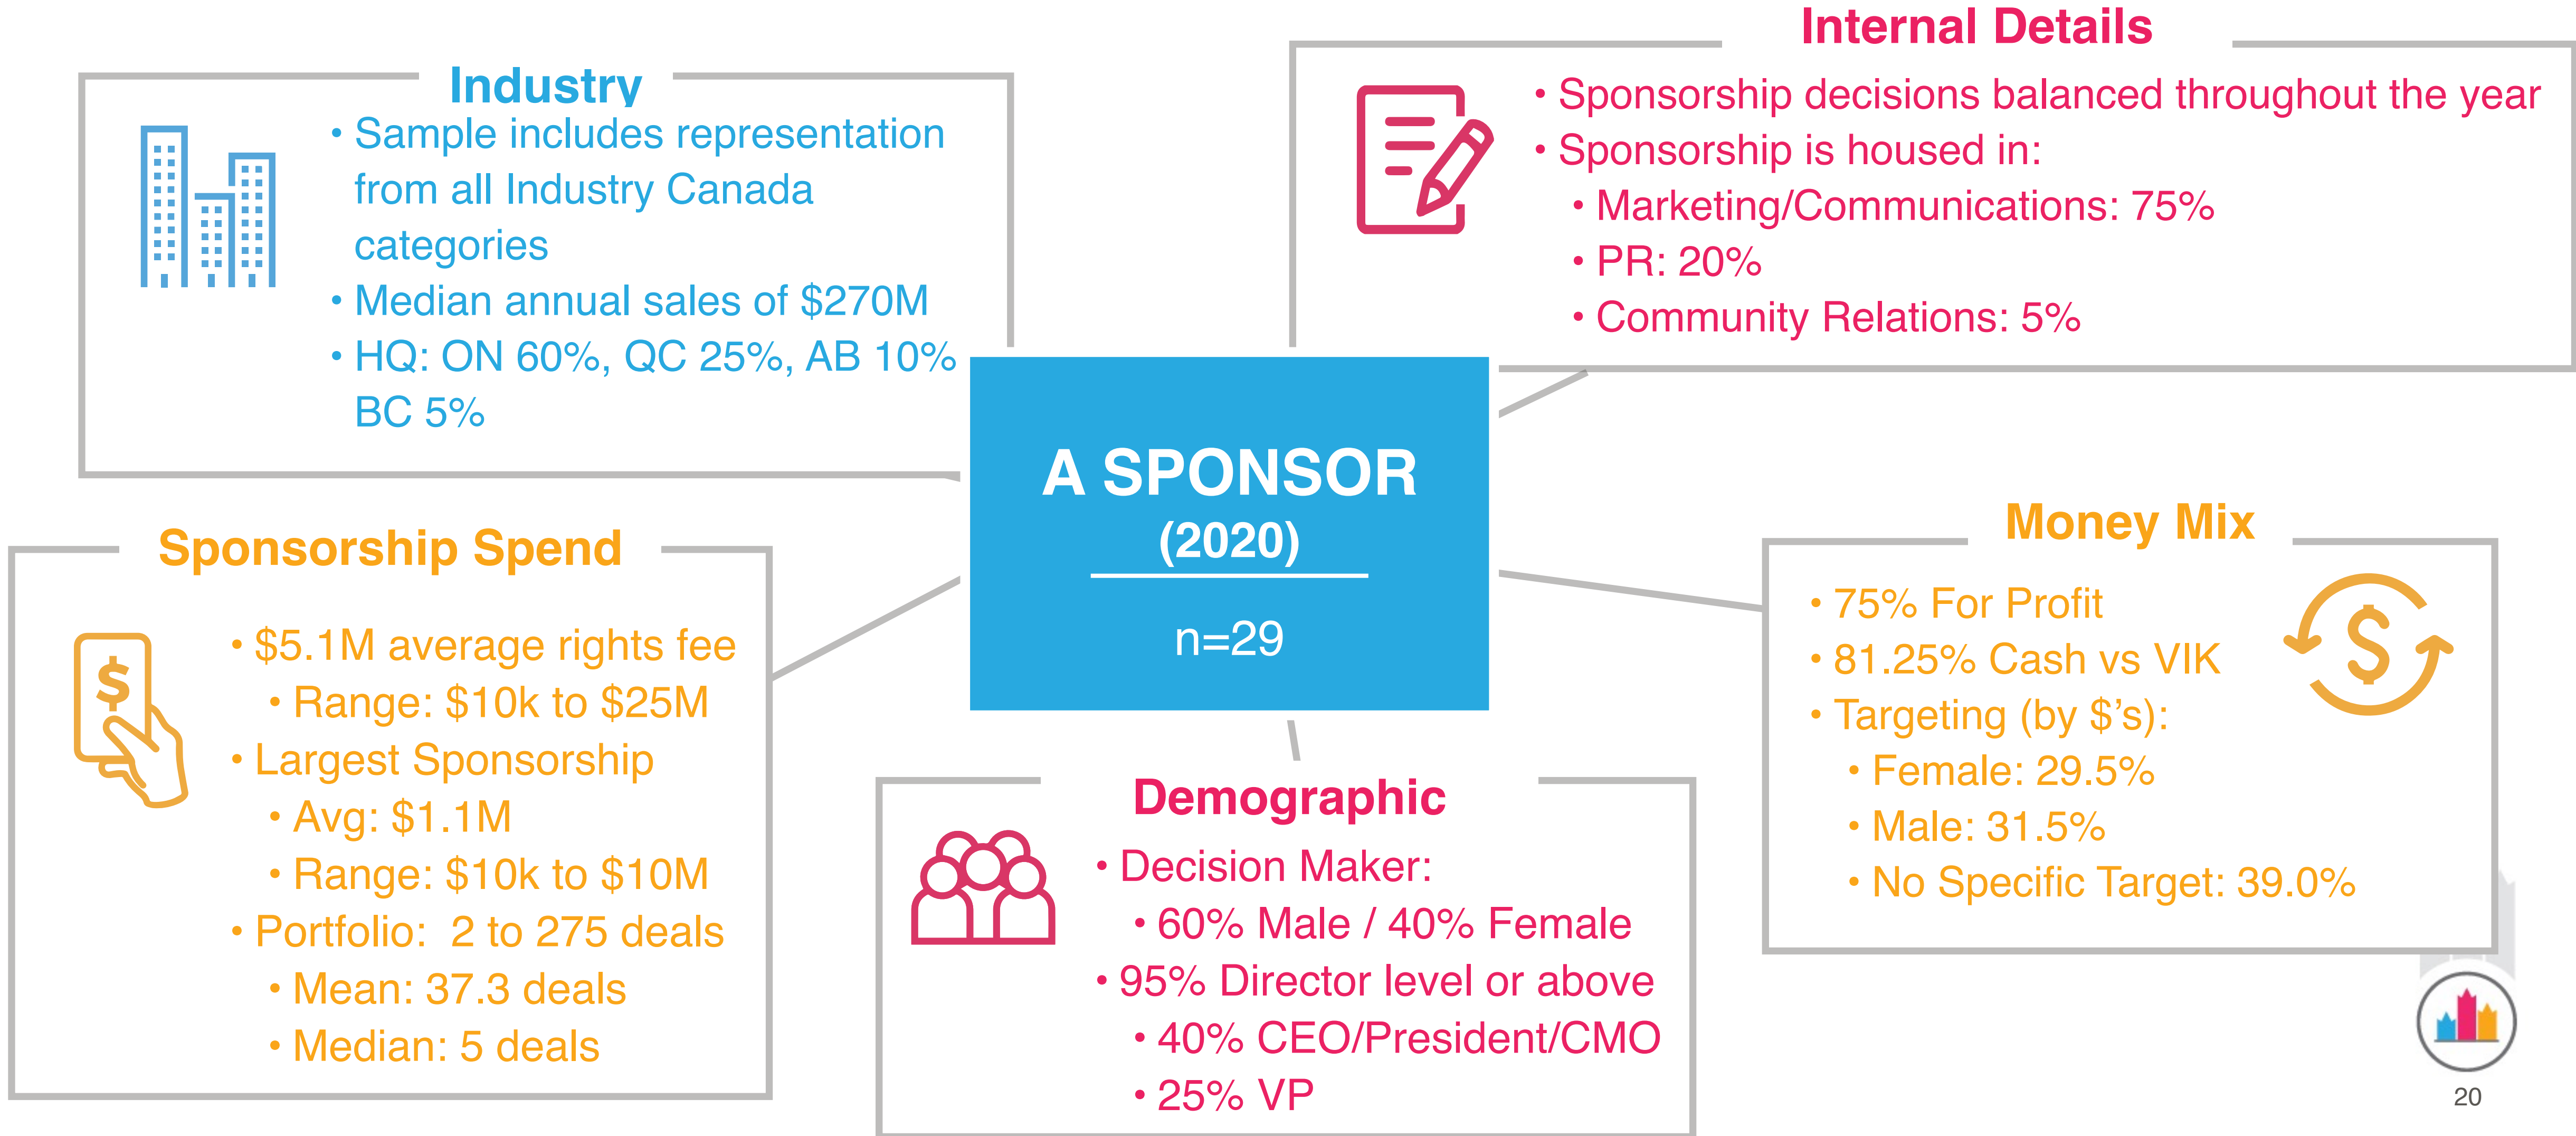 Industry
• Sample includes representation
from all Industry Canada
categories
• Median annual sales of $270M
• HQ: ON 60%, QC 25%, AB 10%
BC 5%
Internal Details
• Sponsorship decisions balanced throughout the year
• Sponsorship is housed in:
• Marketing/Communications: 75%
• PR: 20%
• Community Relations: 5%
A SPONSOR
(2020)
n=29
Sponsorship Spend
$
• $5.1M average rights fee
• Range: $10k to $25M
• Largest Sponsorship
• Avg: $1.1M
• Range: $10k to $10M
• Portfolio: 2 to 275 deals
• Mean: 37.3 deals
• Median: 5 deals
Demographic
• Decision Maker:
• 60% Male / 40% Female
• 95% Director level or above
• 40% CEO/President/CMO
• 25% VP
Money Mix
• 75% For Profit
• 81.25% Cash vs VIK
• Targeting (by $’s):
• Female: 29.5%
• Male: 31.5%
• No Specific Target: 39.0%
$
20